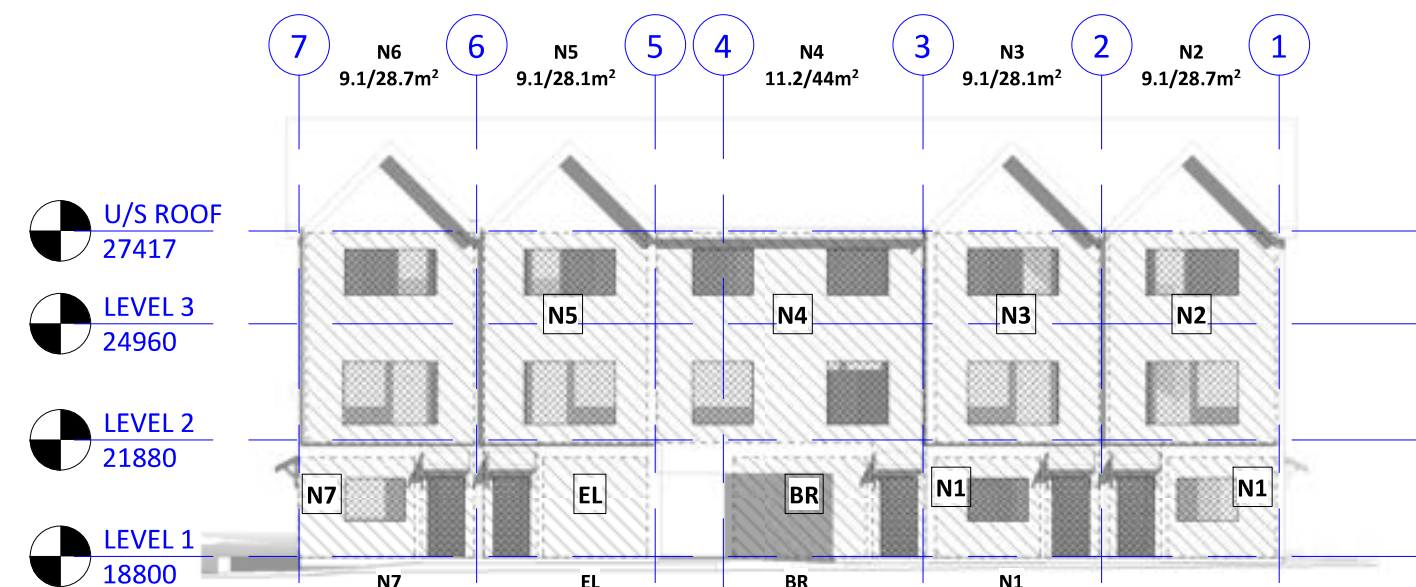 7
6
5
4
3
2
1
N6
9.1/28.7m²
N5
9.1/28.1m²
N4
11.2/44m²
N3
9.1/28.1m²
N2
9.1/28.7m²
U/S ROOF
27417
LEVEL 3
24960
N5
N4
N3
N2
LEVEL 2
21880
N7
EL
BR
N1
N1
LEVEL 1
18800
N7
EL
BR
N1